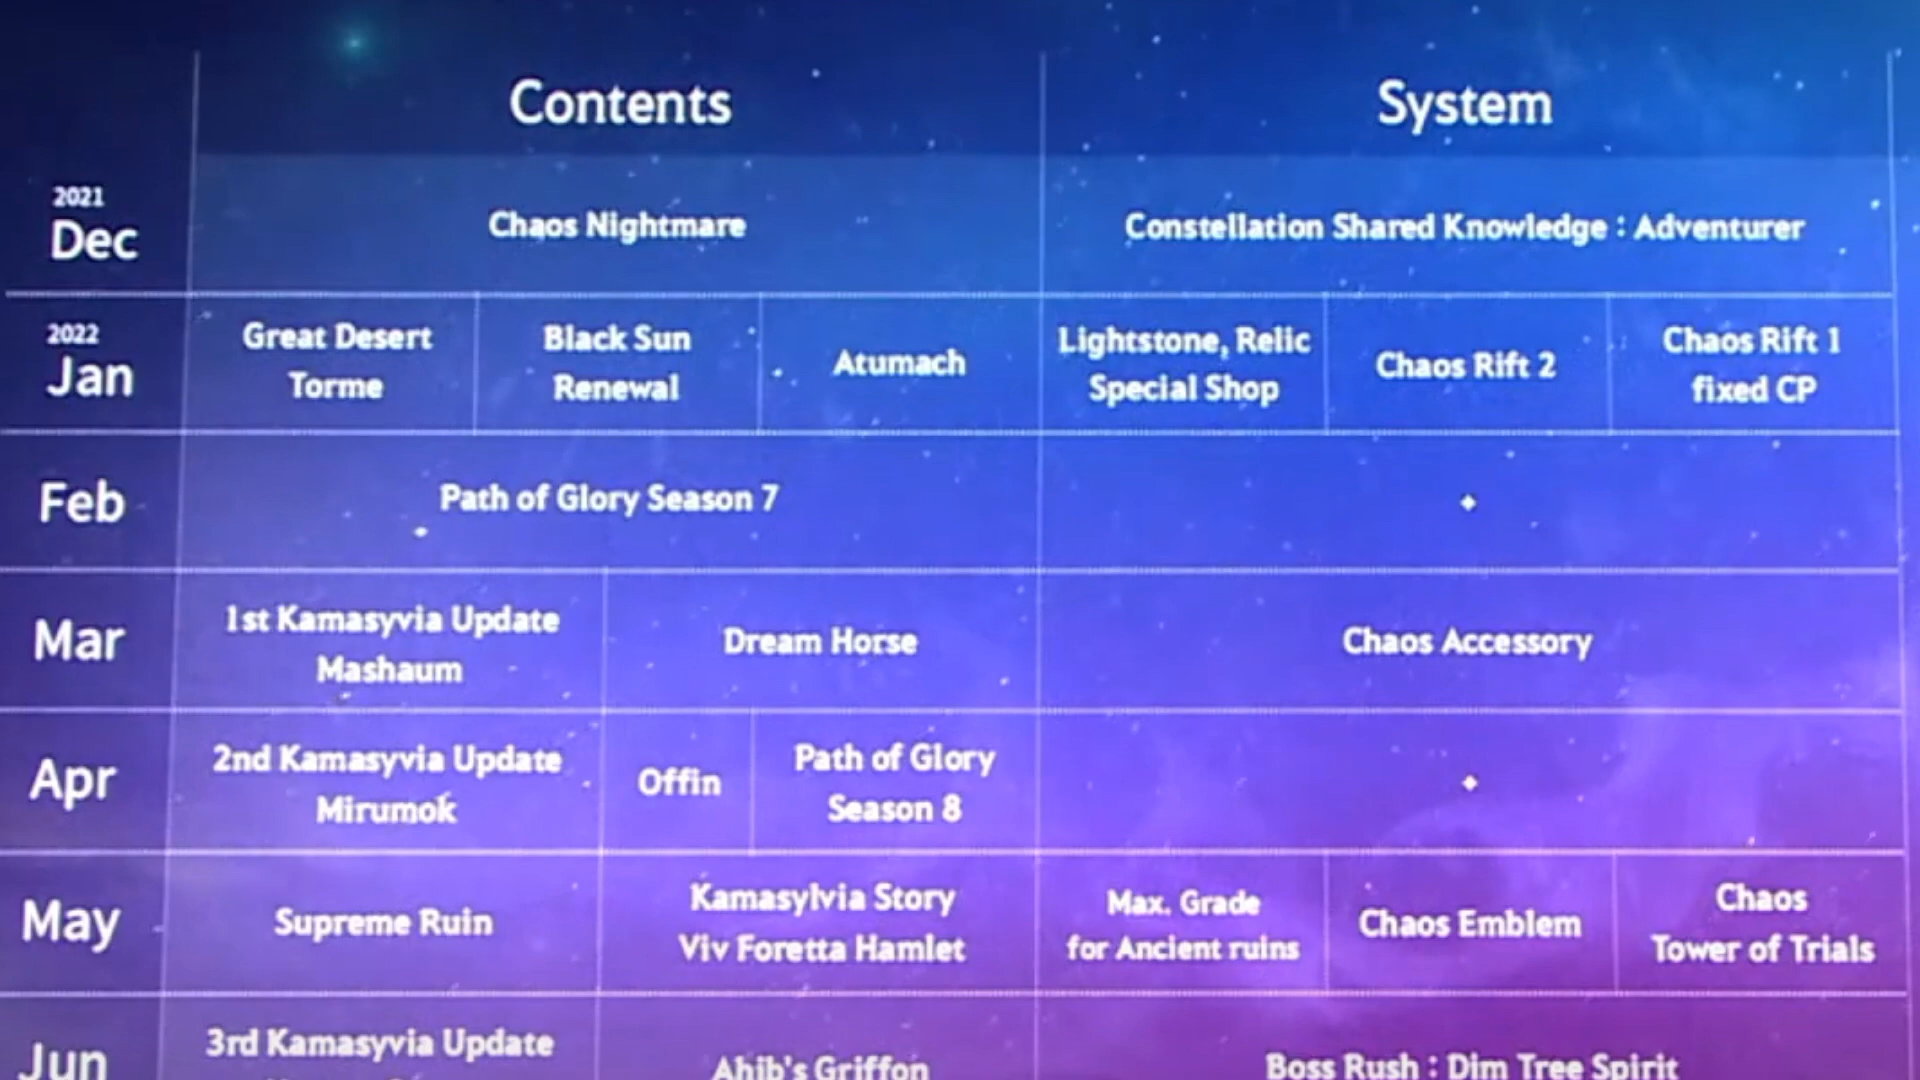 Contents
System
2021
Dec
Chaos Nightmare
Constellation Shared Knowledge : Adventurer
2022
Jan
Great Desert
Torme
Black Sun
Renewal
Atumach
Lightstone, Relic
Special Shop
Chaos Rift 2
Chaos Rift 1
fixed CP
Feb
Path of Glory Season 7
Mar
1st Kamasyvia Update
Mashaum
Dream Horse
Chaos Accessory
Apr
2nd Kamasyvia Update
Mirumok
Offin
Path of Glory
Season 8
May
Supreme Ruin
Kamasylvia Story
Viv Foretta Hamlet
Max. Grade
for Ancient ruins
Chaos Emblem
Chaos
Tower of Trials
Jun
3rd Kamasyvia Update
Ahib's Griffon
Boss Rush : Dim Tree Spirit